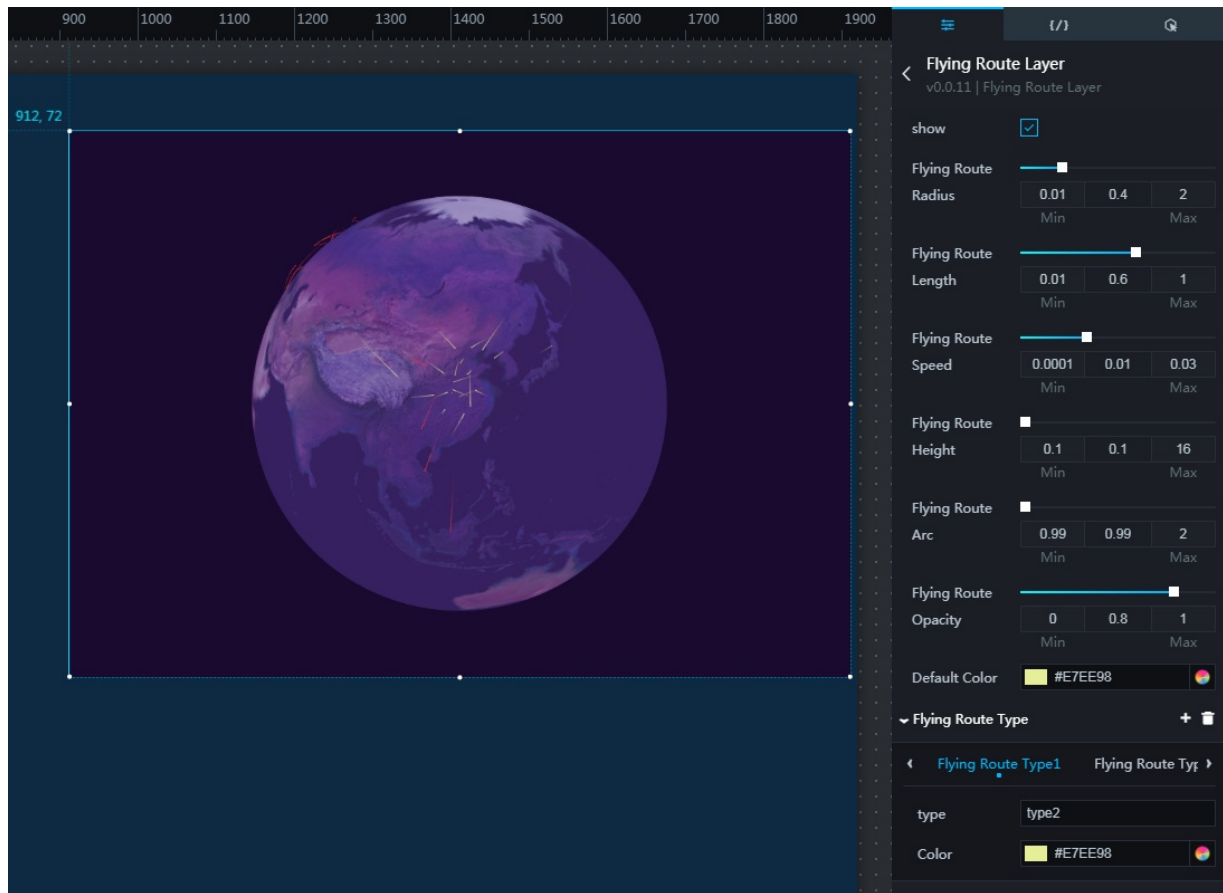 900 1000 1100 1200 1300 1400 1500 1600 1700 1800 1900
912, 72
{/}
Flying Route Layer
v0.0.11 | Flying Route Layer
show
Flying Route
Radius 0.01 0.4 2
Min Max
Flying Route
Length 0.01 0.6 1
Min Max
Flying Route
Speed 0.0001 0.01 0.03
Min Max
Flying Route
Height 0.1 0.1 16
Min Max
Flying Route
Arc 0.99 0.99 2
Min Max
Flying Route
Opacity 0 0.8 1
Min Max
Default Color #E7EE98
Flying Route Type
Flying Route Type1 Flying Route Typ
type type2
Color #E7EE98